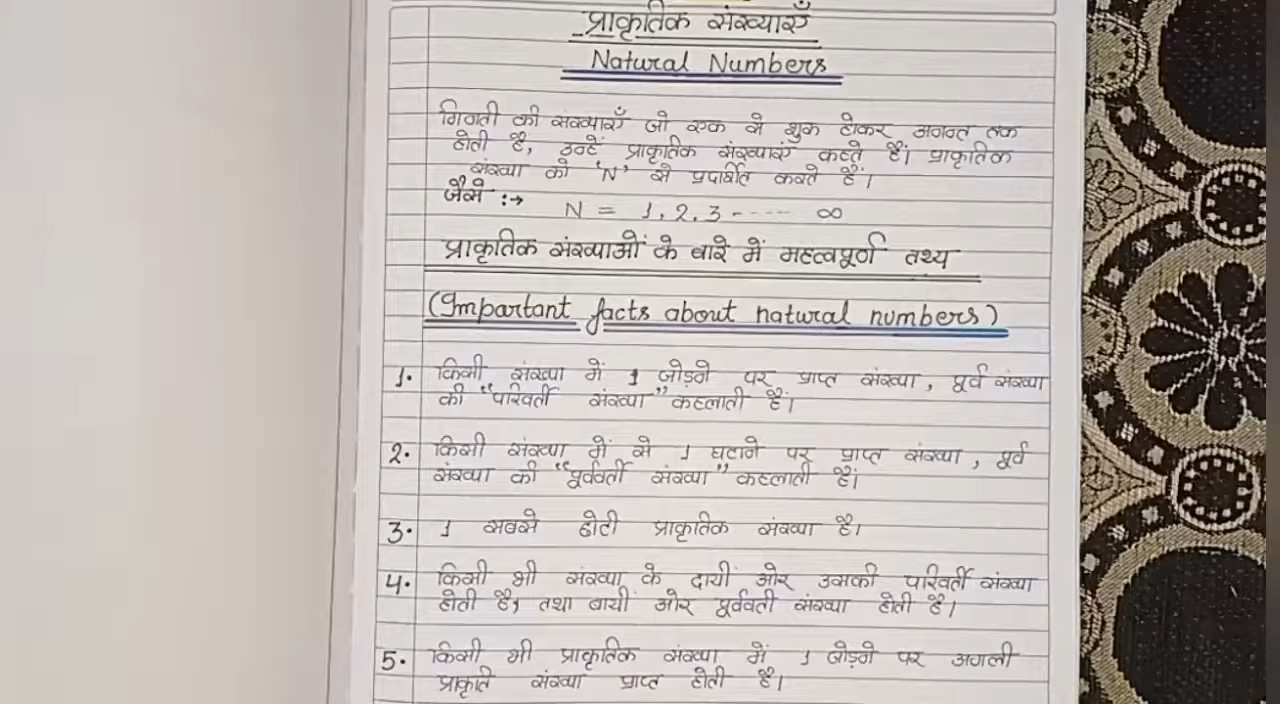 प्राकृतिक संख्याएँ
Natural Numbers
गिनती की संख्याएँ जो एक से शुरू होकर अनन्त तक
होती है, उन्हें प्राकृतिक संख्याएं कहते हैं। प्राकृतिक
संख्या को 'N' से प्रदर्शित करते हैं।
जैसे :→ N = 1, 2, 3 ----- ∞
प्राकृतिक संख्याओं के बारे में महत्वपूर्ण तथ्य
(Impartant facts about natural numbers)
1. किसी संख्या में 1 जोड़ने पर प्राप्त संख्या, पूर्व संख्या
की "परिवर्ती संख्या" कहलाती है।
2. किसी संख्या में से 1 घटाने पर प्राप्त संख्या, पूर्व
संख्या की "पूर्ववर्ती संख्या" कहलाती है।
3. 1 सबसे छोटी प्राकृतिक संख्या है।
4. किसी भी संख्या के दायीं ओर उसकी परिवर्ती संख्या
होती है, तथा बायीं ओर पूर्ववती संख्या होती है।
5. किसी भी प्राकृतिक संख्या में 1 जोड़ने पर अगली
प्राकृति संख्या प्राप्त होती है।